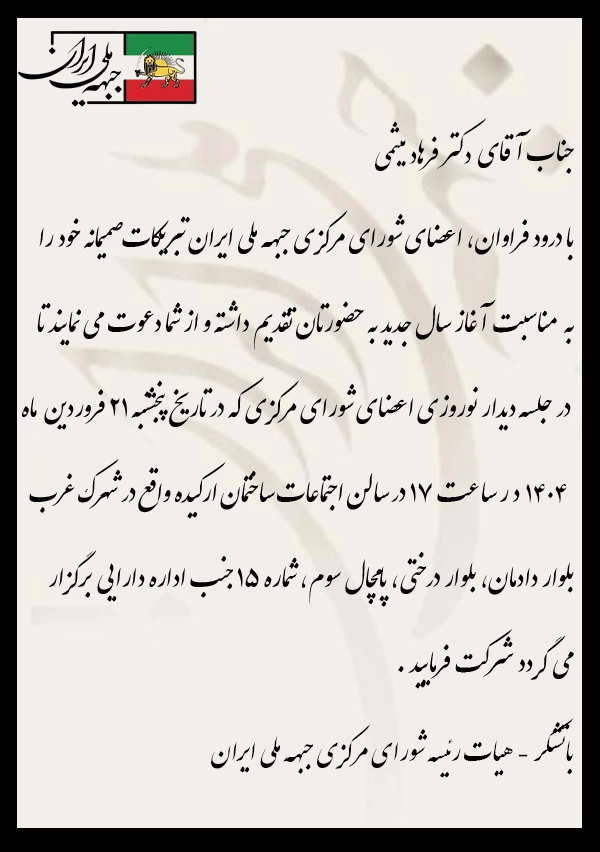 جبهه ملی ایران
جناب آقای دکتر فرهاد میثمی
با درود فراوان، اعضای شورای مرکزی جبهه ملی ایران تبریکات صمیمانه خود را
به مناسبت آغاز سال جدید به حضورتان تقدیم داشته و از شما دعوت می نمایند تا
در جلسه دیدار نوروزی اعضای شورای مرکزی که در تاریخ پنجشنبه ۲۱ فروردین ماه
۱۴۰۴ در ساعت ۱۷ در سالن اجتماعات ساختمان ارکیده واقع در شهرک غرب
بلوار دادمان، بلوار درختی، پامچال سوم، شماره ۱۵ جنب اداره دارایی برگزار
می گردد شرکت فرمایید .
باتشکر - هیات رئیسه شورای مرکزی جبهه ملی ایران